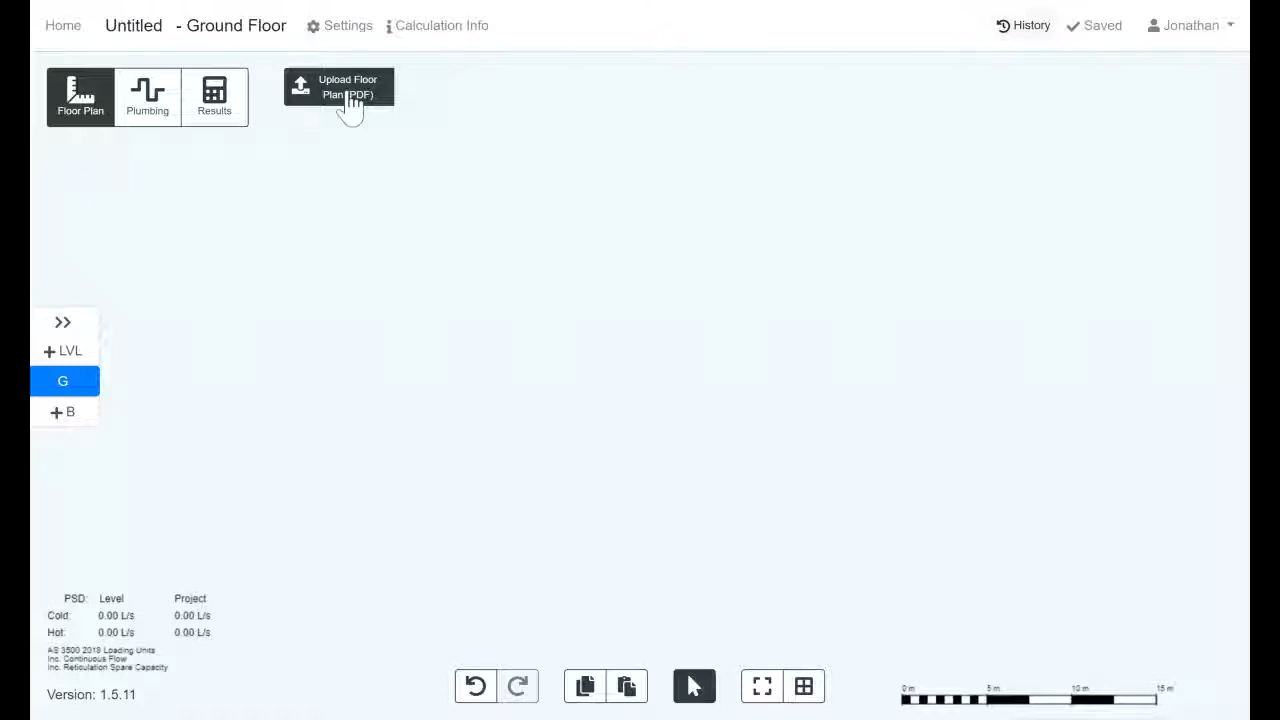 Home Untitled - Ground Floor Settings Calculation Info History Saved Jonathan
Upload Floor
Plan (PDF)
Floor Plan Plumbing Results
LVL
G
B
PSD: Level Project
Cold: 0.00 L/s 0.00 L/s
Hot: 0.00 L/s 0.00 L/s
AS 3500 2018 Loading Units
Inc. Continuous Flow
Inc. Reticulation Spare Capacity
Version: 1.5.11
0 m 5 m 10 m 15 m